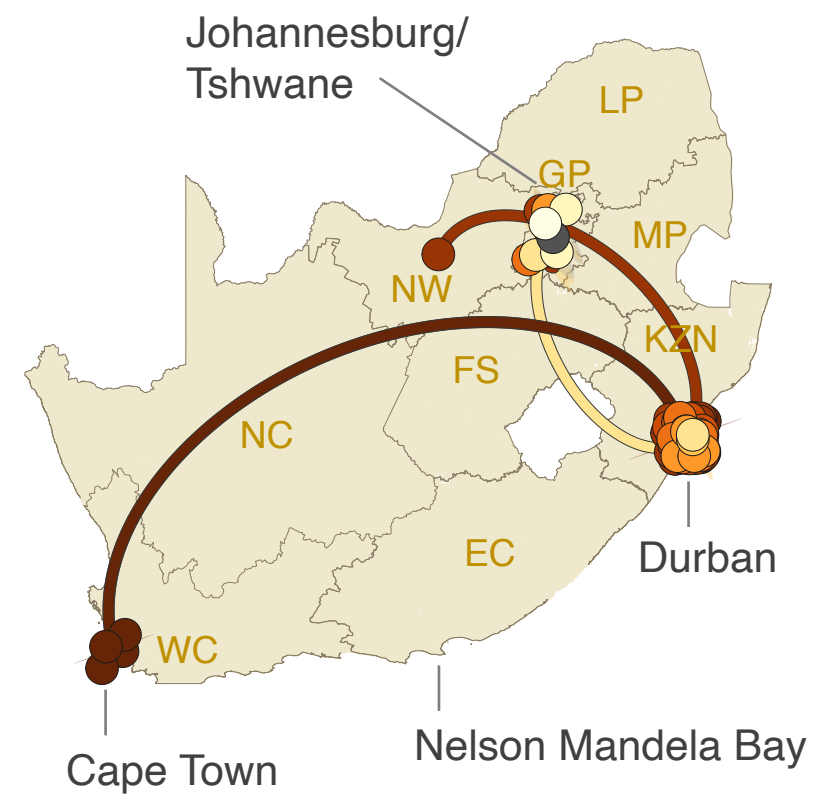 Johannesburg/
Tshwane
LP
GP
MP
NW
KZN
FS
NC
EC
Durban
WC
Nelson Mandela Bay
Cape Town